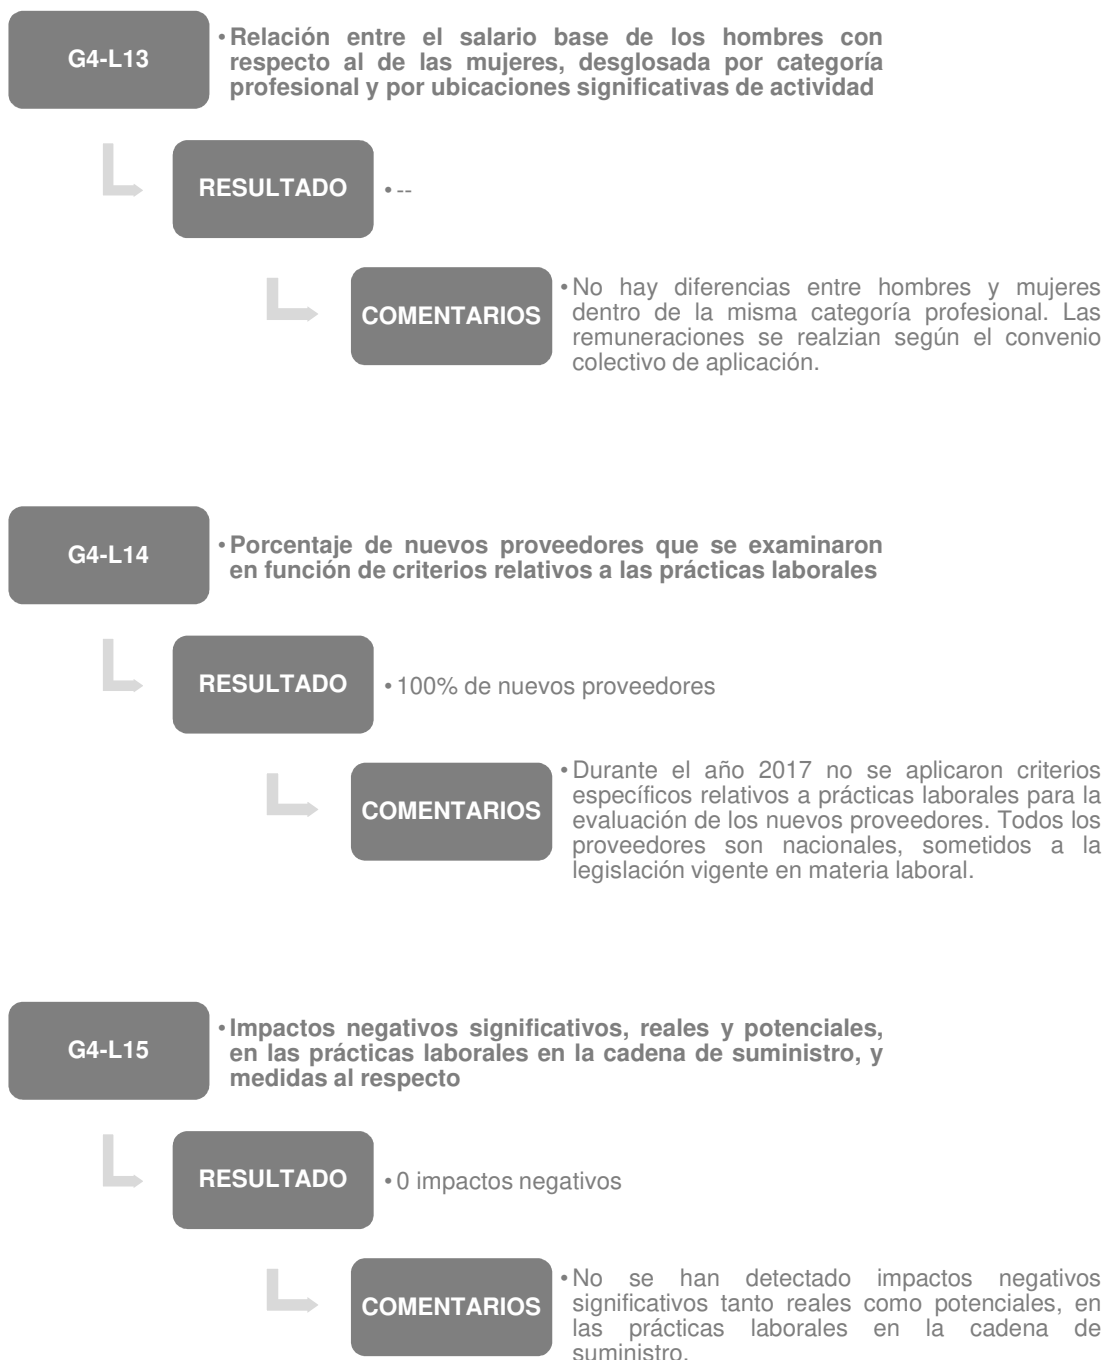 G4-L13
•Relación entre el salario base de los hombres con
respecto al de las mujeres, desglosada por categoría
profesional y por ubicaciones significativas de actividad
RESULTADO
•--
COMENTARIOS
•No hay diferencias entre hombres y mujeres
dentro de la misma categoría profesional. Las
remuneraciones se realzian según el convenio
colectivo de aplicación.
G4-L14
•Porcentaje de nuevos proveedores que se examinaron
en función de criterios relativos a las prácticas laborales
RESULTADO
•100% de nuevos proveedores
COMENTARIOS
•Durante el año 2017 no se aplicaron criterios
específicos relativos a prácticas laborales para la
evaluación de los nuevos proveedores. Todos los
proveedores son nacionales, sometidos a la
legislación vigente en materia laboral.
G4-L15
•Impactos negativos significativos, reales y potenciales,
en las prácticas laborales en la cadena de suministro, y
medidas al respecto
RESULTADO
•0 impactos negativos
COMENTARIOS
•No se han detectado impactos negativos
significativos tanto reales como potenciales, en
las prácticas laborales en la cadena de
suministro.